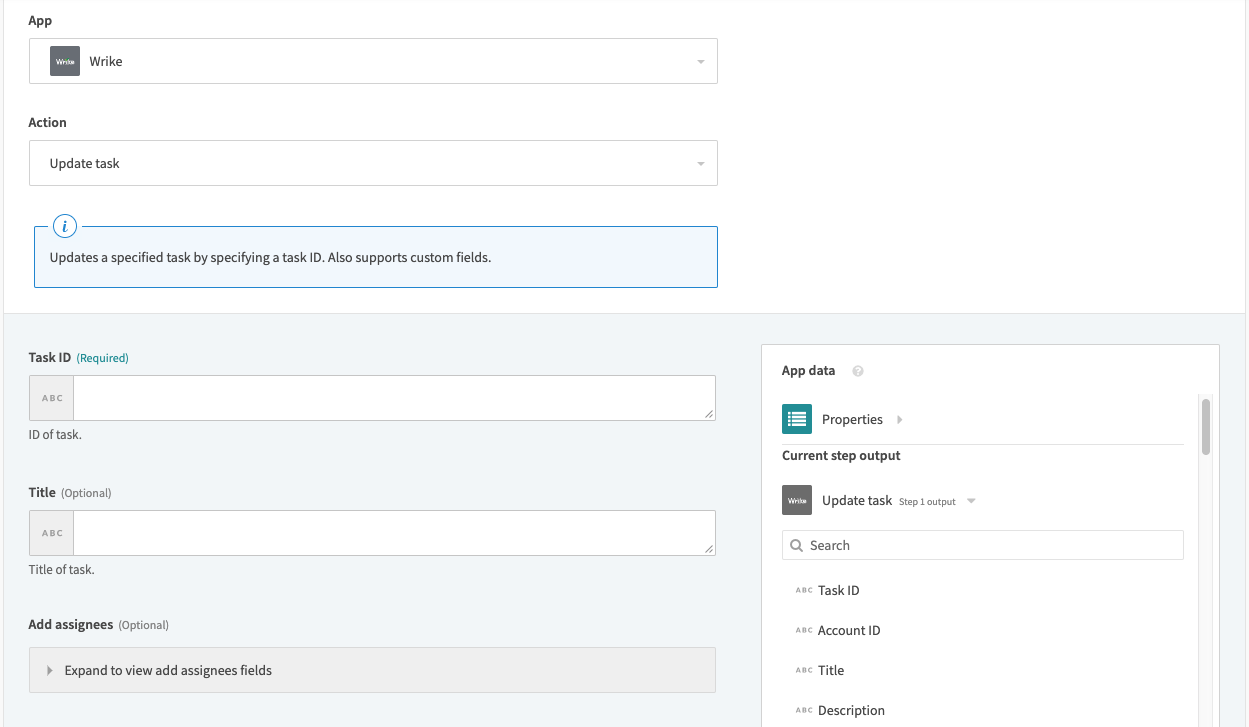 App
Wrike
Wrike
Action
Update task
i
Updates a specified task by specifying a task ID. Also supports custom fields.
Task ID (Required)
ABC
ID of task.
Title (Optional)
ABC
Title of task.
Add assignees (Optional)
Expand to view add assignees fields
App data ?
Properties
Current step output
Wrike
Update task Step 1 output
Search
ABC Task ID
ABC Account ID
ABC Title
ABC Description